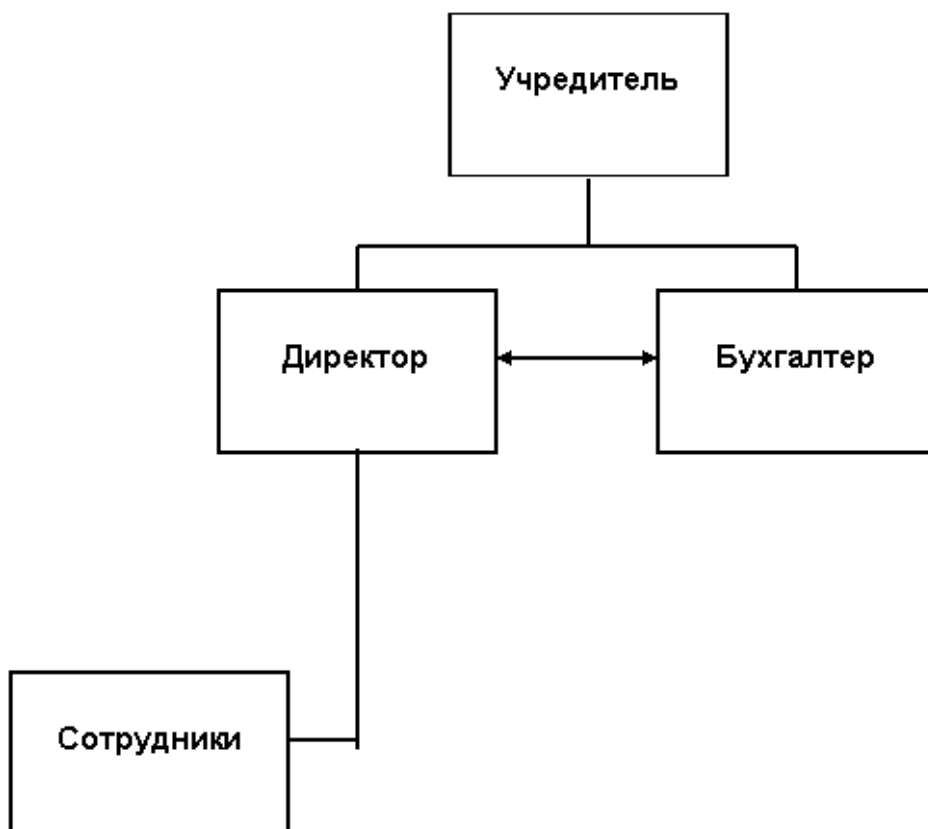 Учредитель
Директор
Бухгалтер
Сотрудники